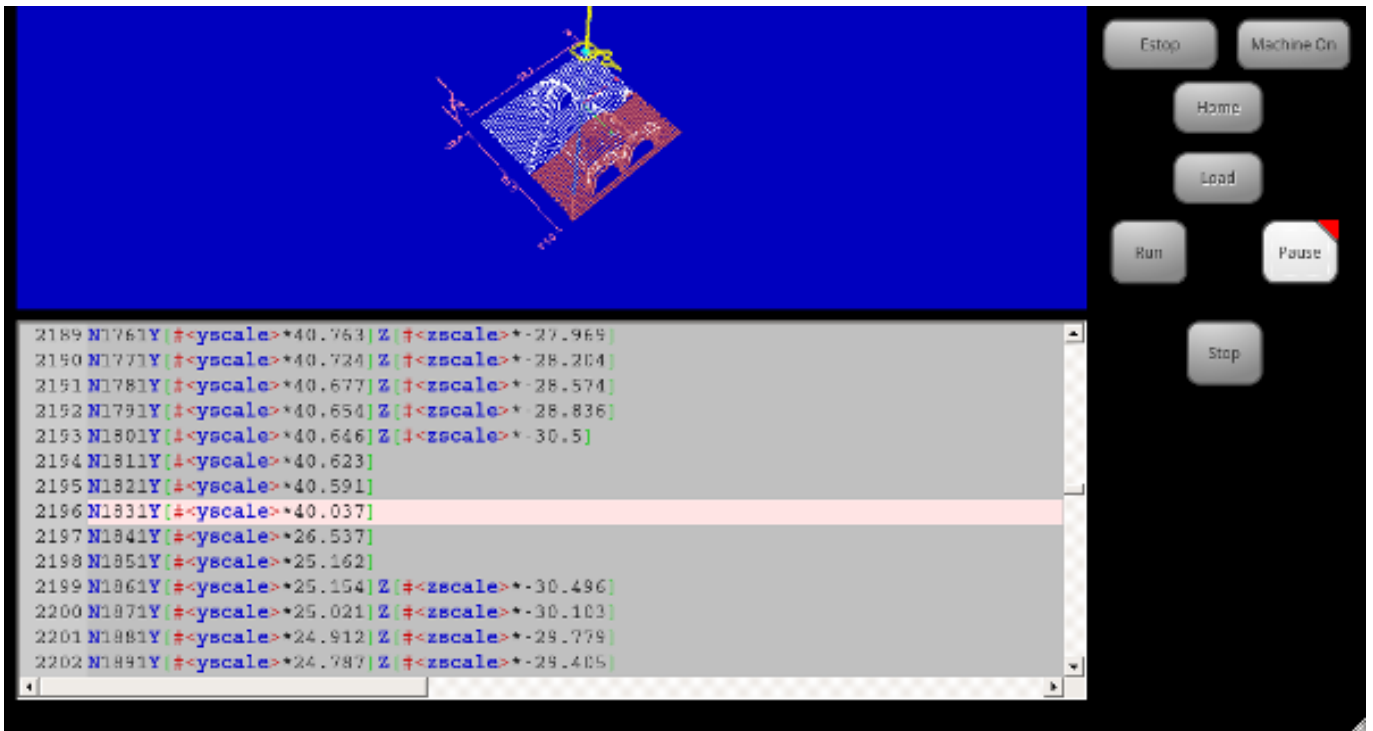 Estop
Machine On
Home
Load
Run
Pause
Stop
2189 N1761Y[#<yscale>*40.763]Z[#<zscale>*-27.969]
2190 N1771Y[#<yscale>*40.724]Z[#<zscale>*-28.204]
2191 N1781Y[#<yscale>*40.677]Z[#<zscale>*-28.574]
2192 N1791Y[#<yscale>*40.654]Z[#<zscale>*-28.836]
2193 N1801Y[#<yscale>*40.646]Z[#<zscale>*-30.5]
2194 N1811Y[#<yscale>*40.623]
2195 N1821Y[#<yscale>*40.591]
2196 N1831Y[#<yscale>*40.037]
2197 N1841Y[#<yscale>*26.537]
2198 N1851Y[#<yscale>*25.162]
2199 N1861Y[#<yscale>*25.154]Z[#<zscale>*-30.496]
2200 N1871Y[#<yscale>*25.021]Z[#<zscale>*-30.103]
2201 N1881Y[#<yscale>*24.912]Z[#<zscale>*-29.779]
2202 N1891Y[#<yscale>*24.787]Z[#<zscale>*-29.405]